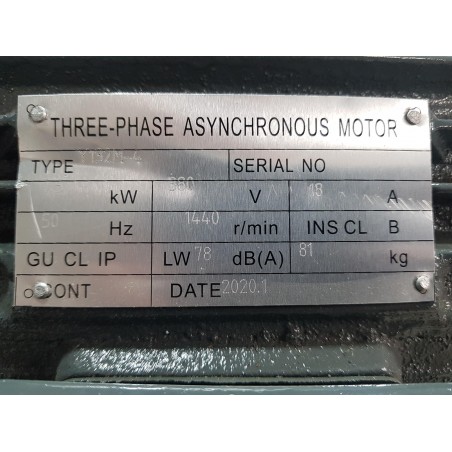 THREE-PHASE ASYNCHRONOUS MOTOR
TYPE SERIAL NO
kW 380 V 18 A
50 Hz 1440 r/min INS CL B
GU CL IP LW 78 dB(A) 81 kg
CONT DATE 2020.1